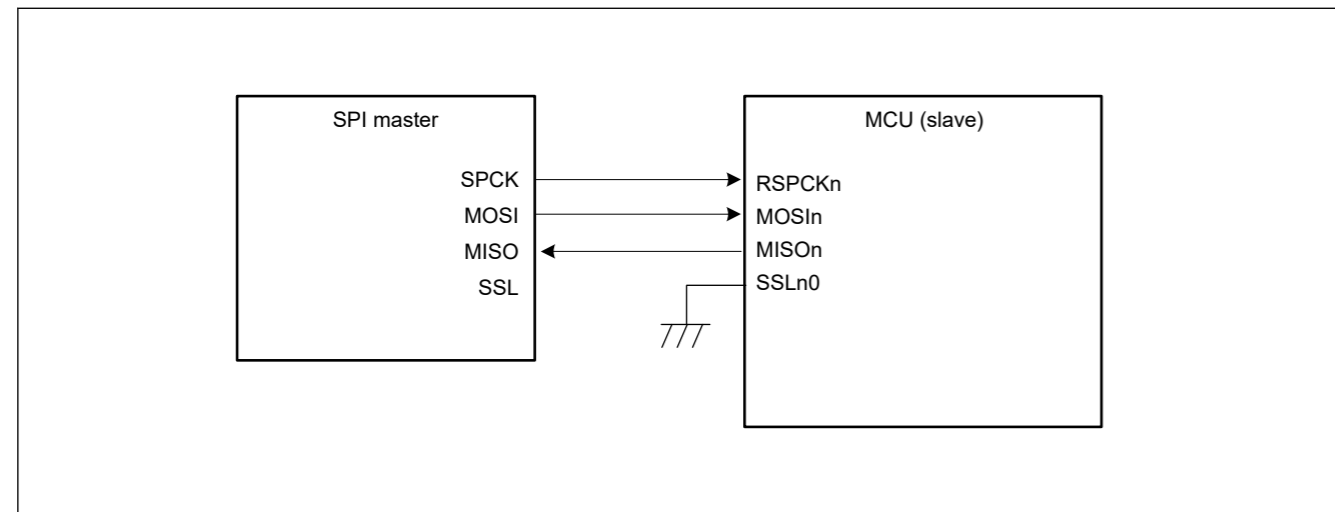 SPI master
SPCK
MOSI
MISO
SSL
MCU (slave)
RSPCKn
MOSIn
MISOn
SSLn0